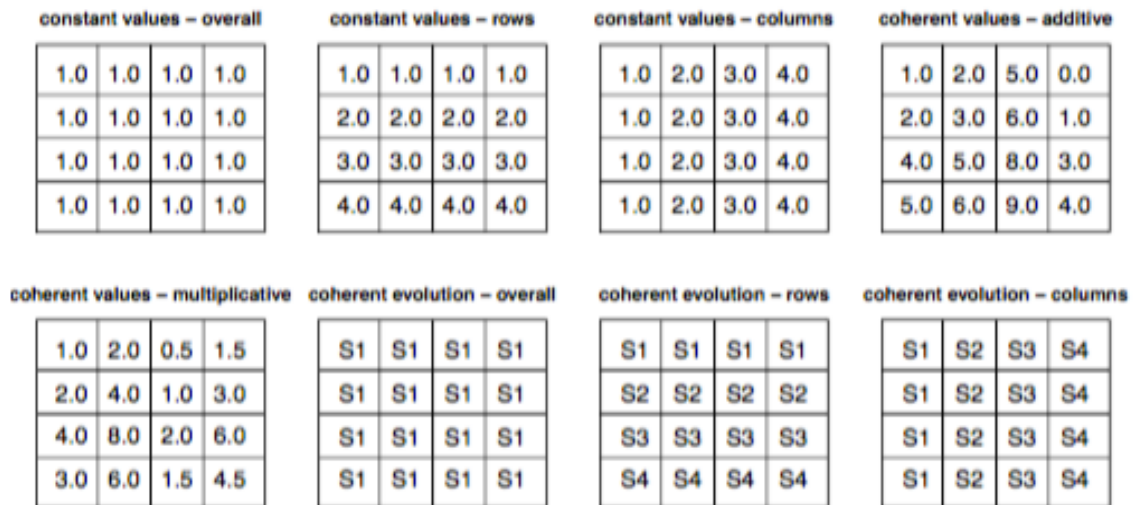 constant values – overall
1.0 1.0 1.0 1.0
1.0 1.0 1.0 1.0
1.0 1.0 1.0 1.0
1.0 1.0 1.0 1.0
constant values – rows
1.0 1.0 1.0 1.0
2.0 2.0 2.0 2.0
3.0 3.0 3.0 3.0
4.0 4.0 4.0 4.0
constant values – columns
1.0 2.0 3.0 4.0
1.0 2.0 3.0 4.0
1.0 2.0 3.0 4.0
1.0 2.0 3.0 4.0
coherent values – additive
1.0 2.0 5.0 0.0
2.0 3.0 6.0 1.0
4.0 5.0 8.0 3.0
5.0 6.0 9.0 4.0
coherent values – multiplicative
1.0 2.0 0.5 1.5
2.0 4.0 1.0 3.0
4.0 8.0 2.0 6.0
3.0 6.0 1.5 4.5
coherent evolution – overall
S1 S1 S1 S1
S1 S1 S1 S1
S1 S1 S1 S1
S1 S1 S1 S1
coherent evolution – rows
S1 S1 S1 S1
S2 S2 S2 S2
S3 S3 S3 S3
S4 S4 S4 S4
coherent evolution – columns
S1 S2 S3 S4
S1 S2 S3 S4
S1 S2 S3 S4
S1 S2 S3 S4